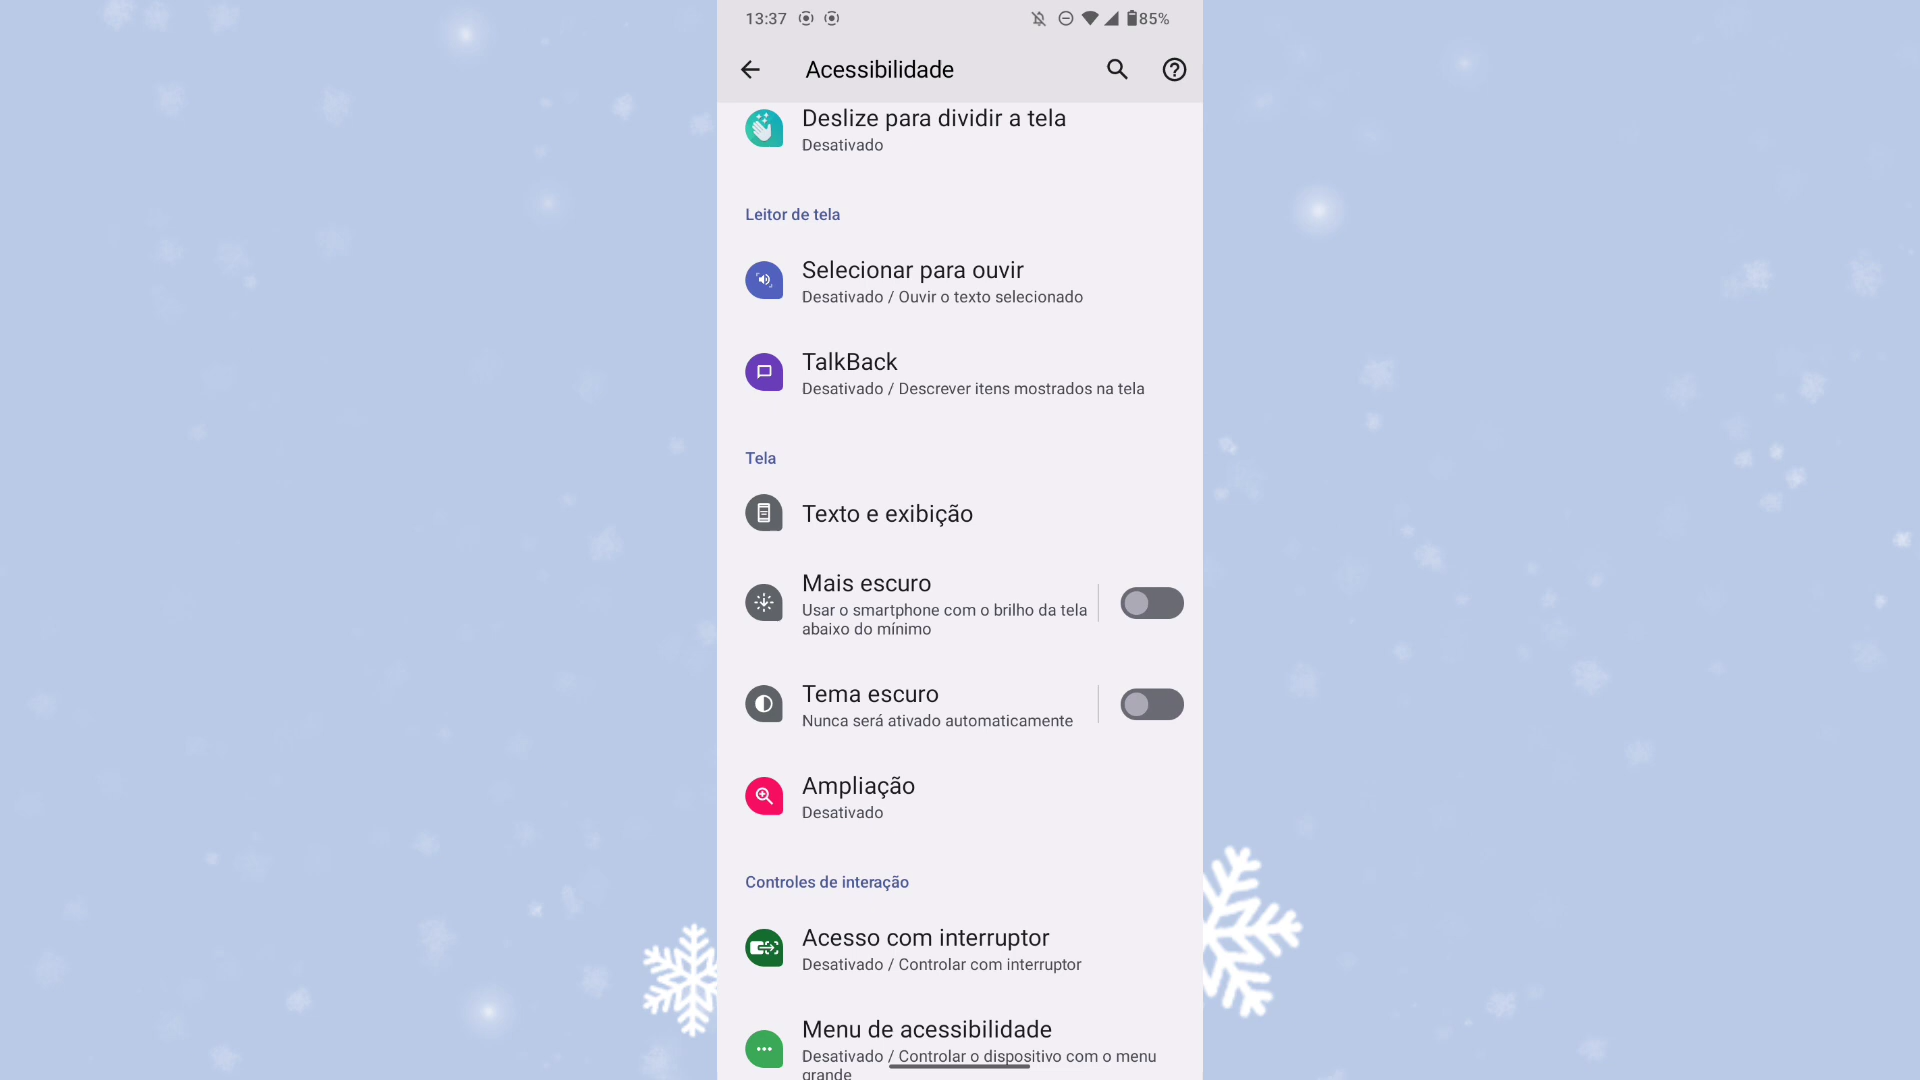 13:37
85%
Acessibilidade
Deslize para dividir a tela
Desativado
Leitor de tela
Selecionar para ouvir
Desativado / Ouvir o texto selecionado
TalkBack
Desativado / Descrever itens mostrados na tela
Tela
Texto e exibição
Mais escuro
Usar o smartphone com o brilho da tela
abaixo do mínimo
Tema escuro
Nunca será ativado automaticamente
Ampliação
Desativado
Controles de interação
Acesso com interruptor
Desativado / Controlar com interruptor
Menu de acessibilidade
Desativado / Controlar o dispositivo com o menu
grande